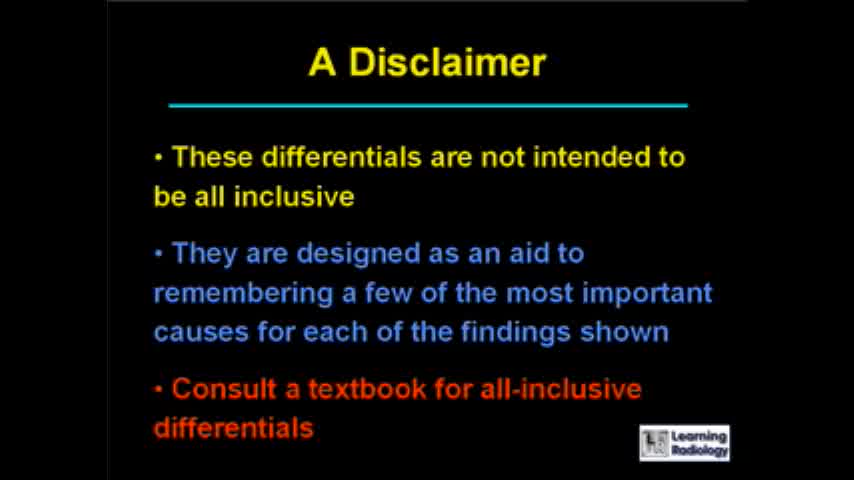 A Disclaimer
• These differentials are not intended to
be all inclusive
• They are designed as an aid to
remembering a few of the most important
causes for each of the findings shown
• Consult a textbook for all-inclusive
differentials
Learning
Radiology